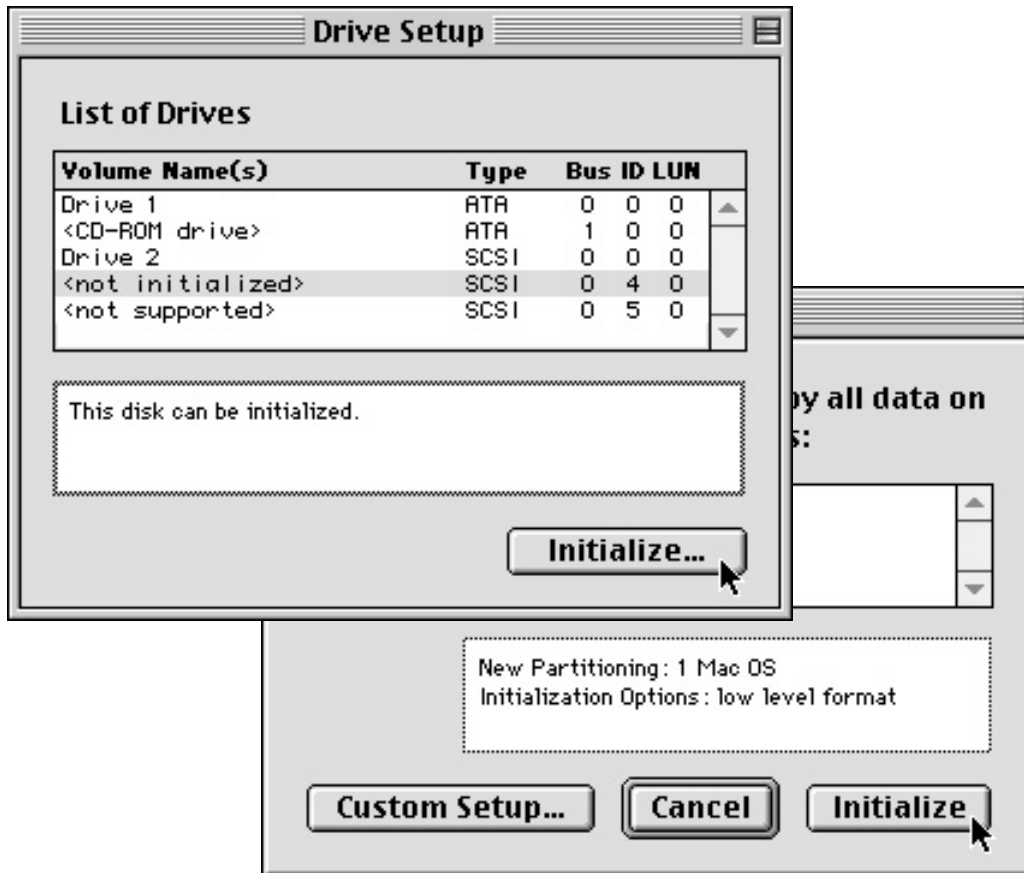 Drive Setup
List of Drives
Volume Name(s) Type Bus ID LUN
Drive 1 ATA 0 0 0
<CD-ROM drive> ATA 1 0 0
Drive 2 SCSI 0 0 0
<not initialized> SCSI 0 4 0
<not supported> SCSI 0 5 0
This disk can be initialized.
Initialize...
all data on
New Partitioning: 1 Mac OS
Initialization Options: low level format
Custom Setup... Cancel Initialize